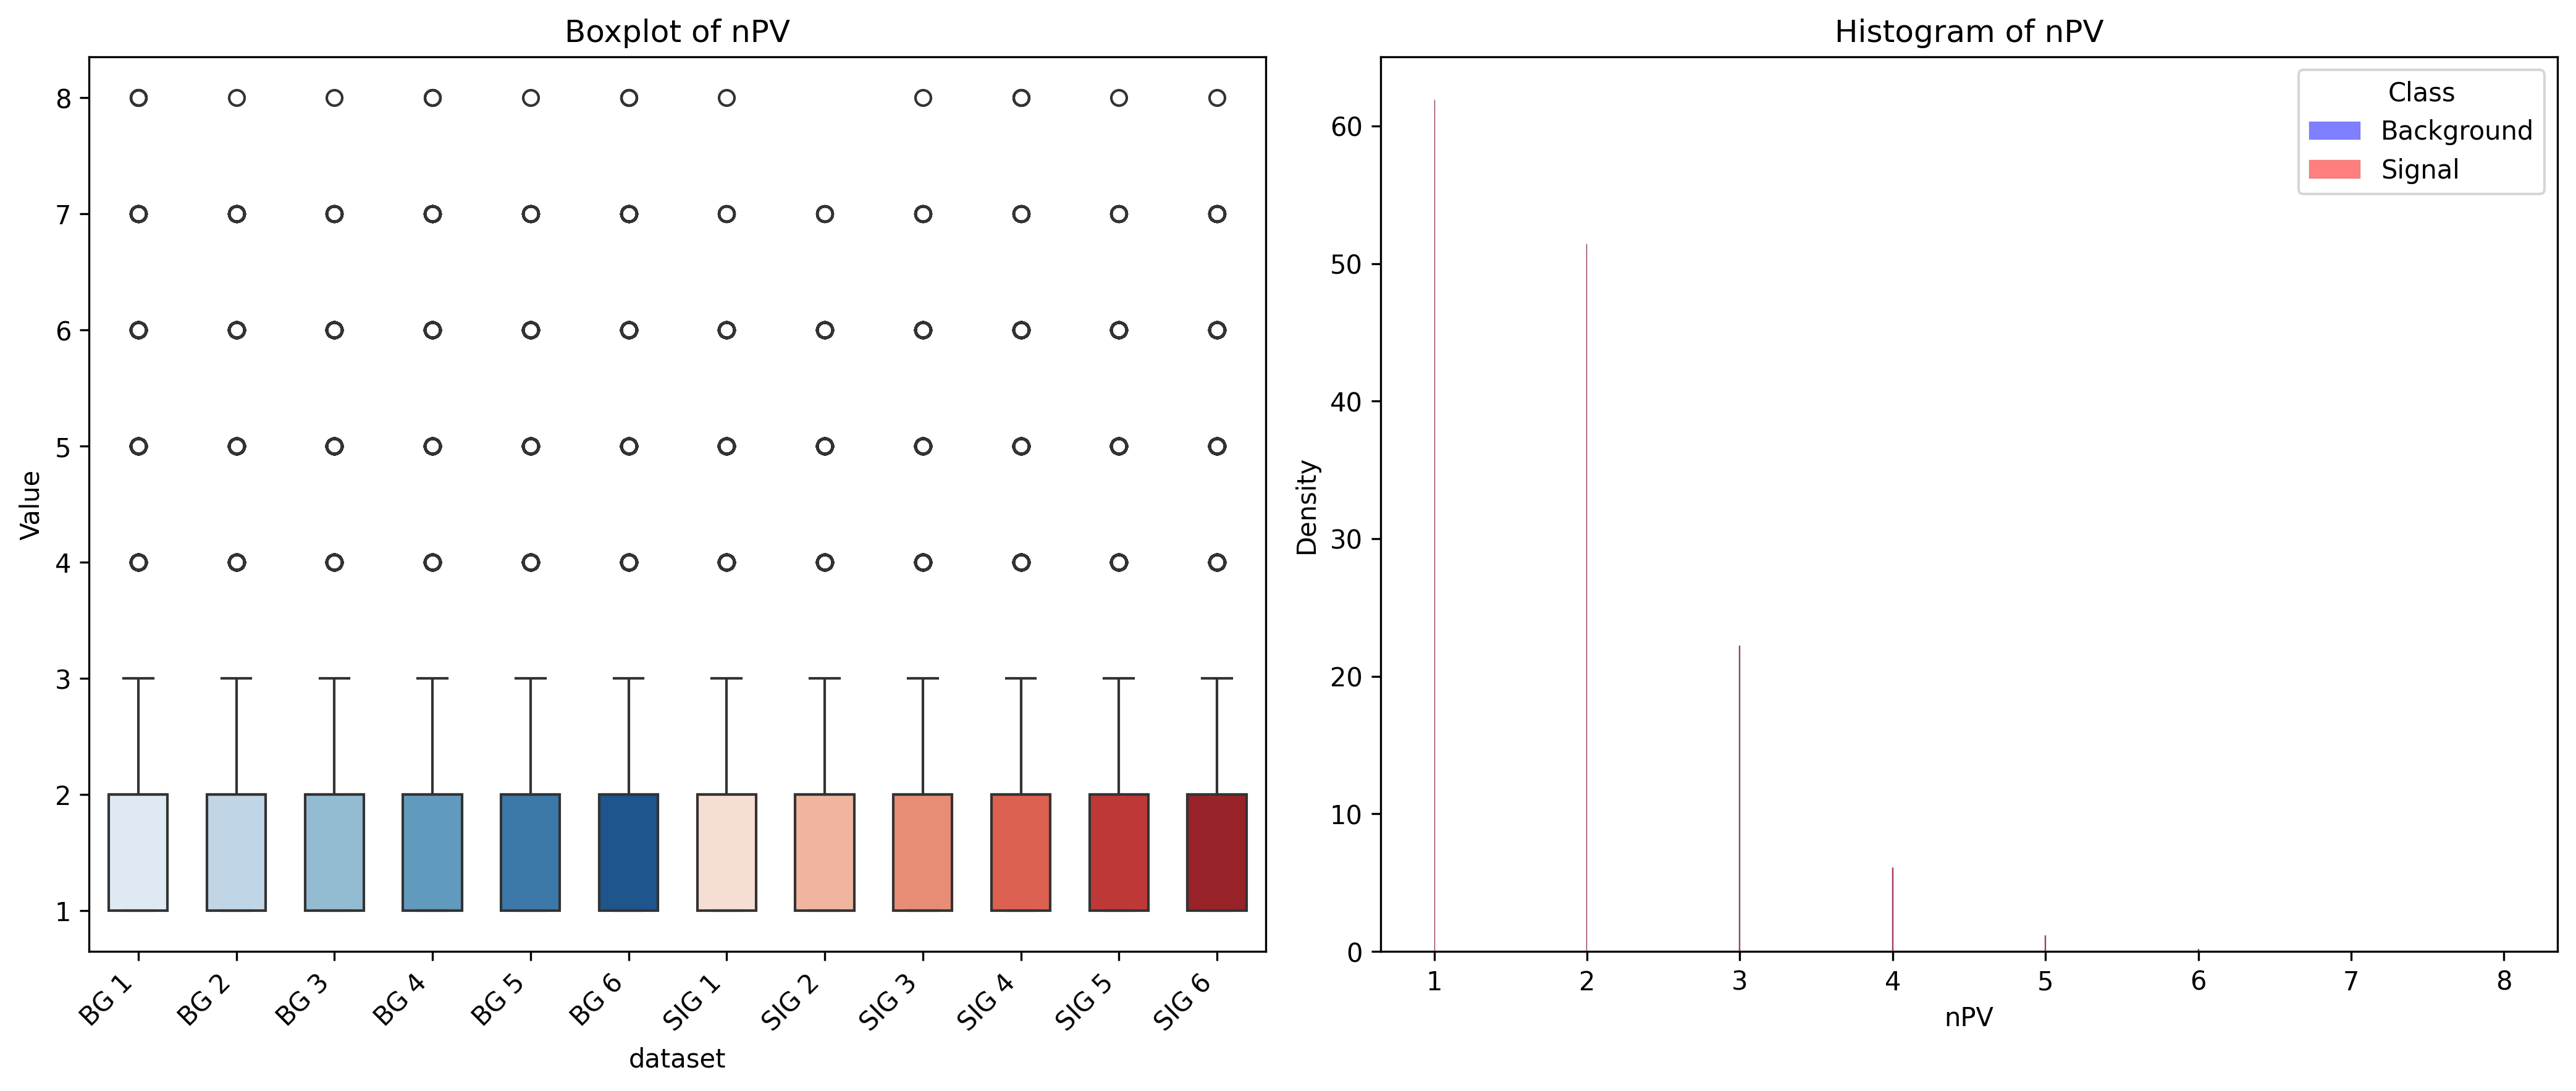 Boxplot of nPV
Value
8
7
6
5
4
3
2
1
BG 1
BG 2
BG 3
BG 4
BG 5
BG 6
SIG 1
SIG 2
SIG 3
SIG 4
SIG 5
SIG 6
dataset
Histogram of nPV
Class
Background
Signal
Density
60
50
40
30
20
10
0
1
2
3
4
5
6
7
8
nPV